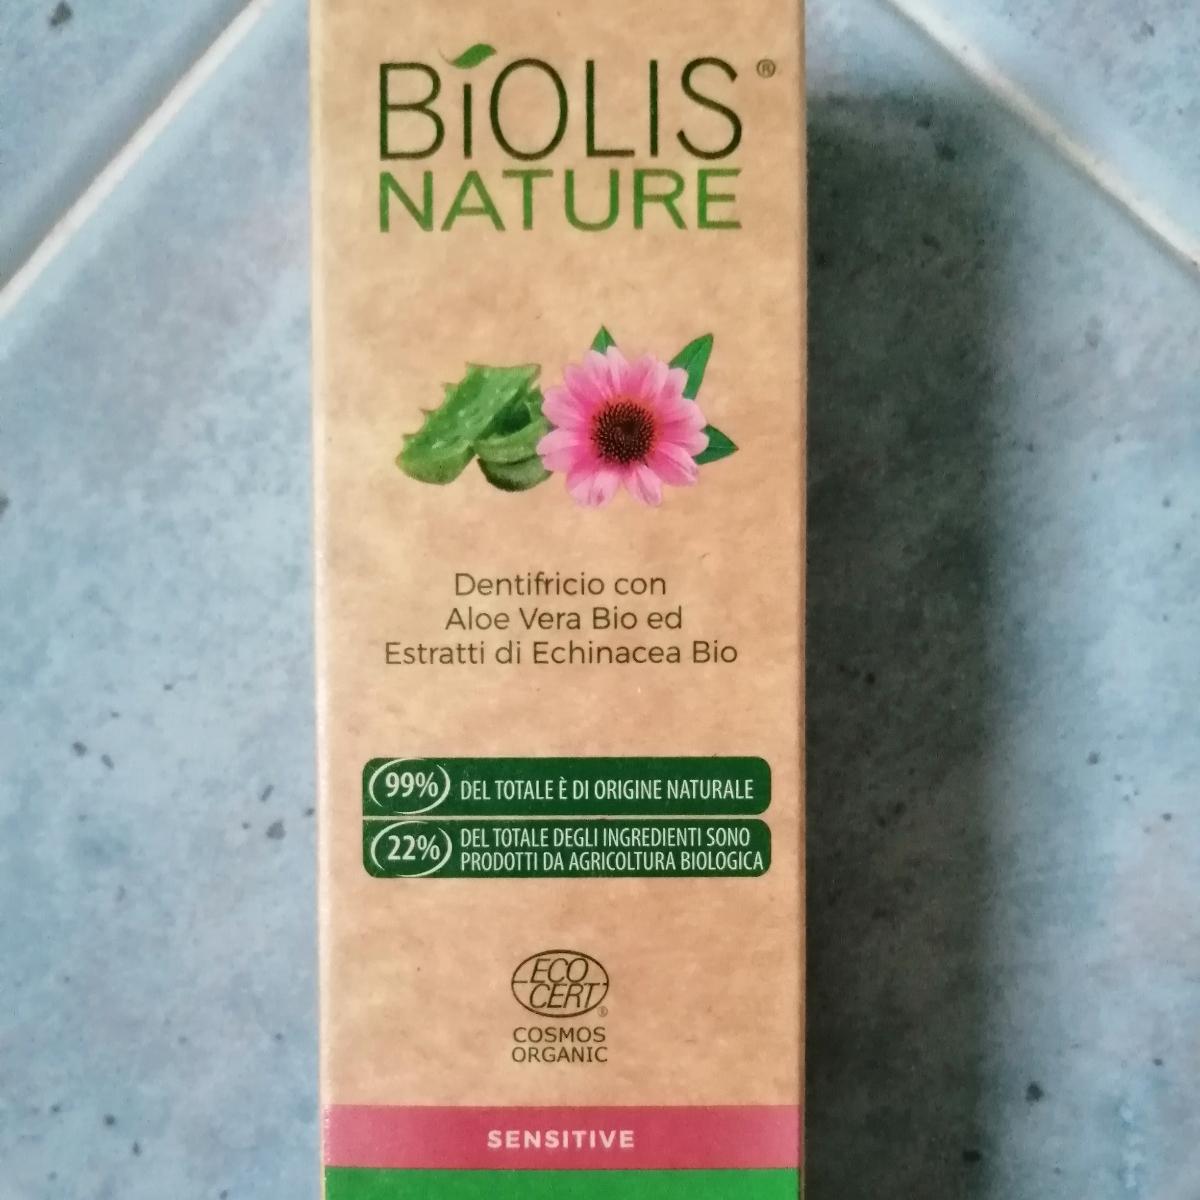 BíOLIS®
NATURE
Dentifricio con
Aloe Vera Bio ed
Estratti di Echinacea Bio
99% DEL TOTALE È DI ORIGINE NATURALE
22% DEL TOTALE DEGLI INGREDIENTI SONO
PRODOTTI DA AGRICOLTURA BIOLOGICA
ECO
CERT®
COSMOS
ORGANIC
SENSITIVE